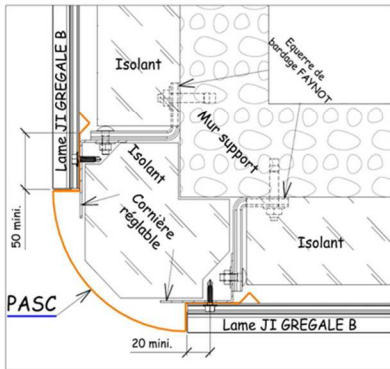 Isolant
Equerre de
bardage FAYNOT
Lame JI GREGALE B
Mur support
Isolant
50 mini.
Cornière
réglable
Isolant
PASC
Lame JI GREGALE B
20 mini.